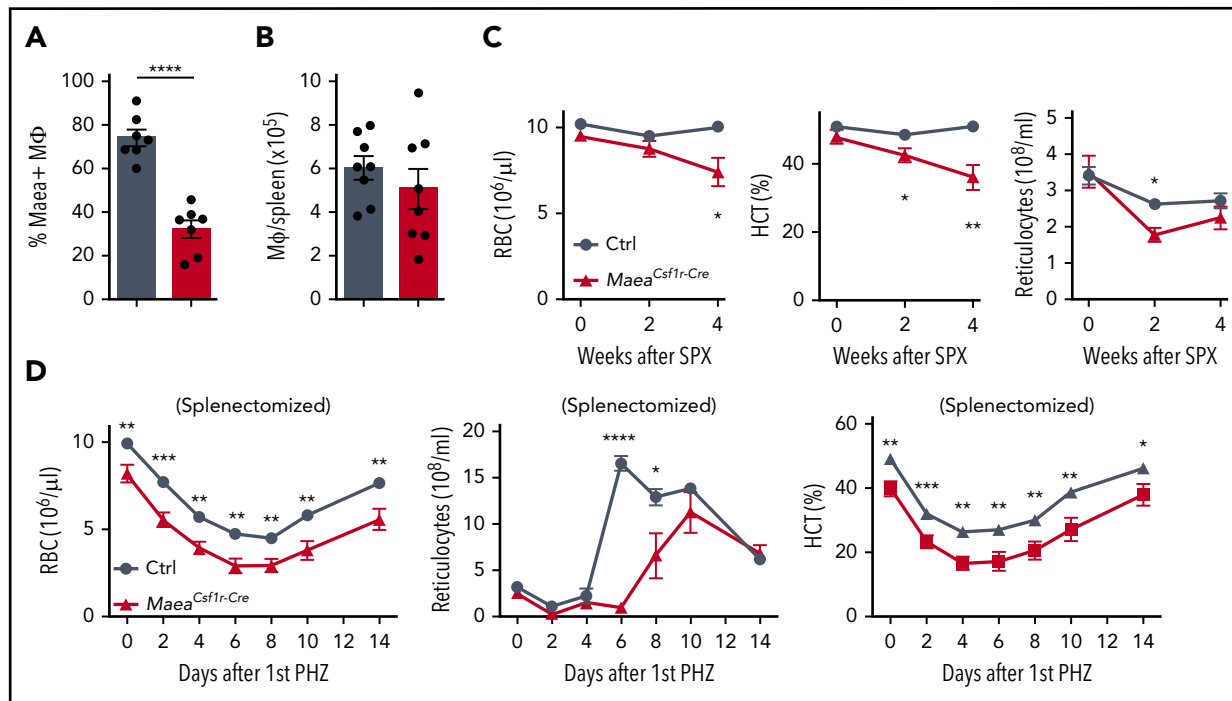 A
****
% Maea+ MΦ
100
80
60
40
20
0
B
Mφ/spleen (x10⁵)
10
8
6
4
2
0
C
RBC (10⁶/µl)
10
5
0
Ctrl
Maea^Csf1r-Cre
*
0 2 4
Weeks after SPX
HCT (%)
40
20
0
*
**
0 2 4
Weeks after SPX
Reticulocytes (10⁸/ml)
5
4
3
2
1
0
*
0 2 4
Weeks after SPX
D
(Splenectomized)
RBC (10⁶/µl)
10
5
0
** *** ** ** ** ** **
Ctrl
Maea^Csf1r-Cre
0 2 4 6 8 10 12 14
Days after 1st PHZ
(Splenectomized)
Reticulocytes (10⁸/ml)
20
15
10
5
0
**** *
0 2 4 6 8 10 12 14
Days after 1st PHZ
(Splenectomized)
HCT (%)
60
40
20
0
** *** ** ** ** ** *
0 2 4 6 8 10 12 14
Days after 1st PHZ